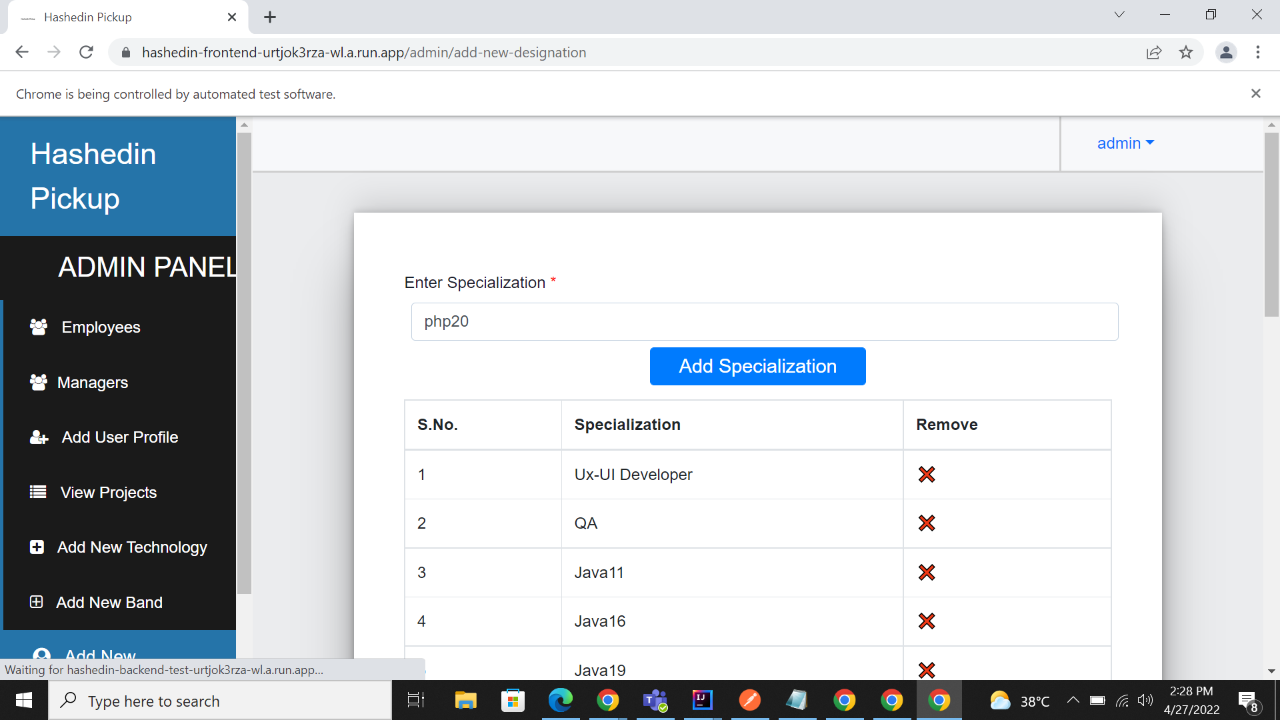 Hashedin Pickup
hashedin-frontend-urtjok3rza-wl.a.run.app/admin/add-new-designation
Chrome is being controlled by automated test software.
Hashedin
Pickup
admin
ADMIN PANEL
Employees
Managers
Add User Profile
View Projects
Add New Technology
Add New Band
Add New
Enter Specialization *
php20
Add Specialization
S.No. Specialization Remove
1 Ux-UI Developer
2 QA
3 Java11
4 Java16
Java19
Waiting for hashedin-backend-test-urtjok3rza-wl.a.run.app...
Type here to search
38°C
2:28 PM
4/27/2022
8